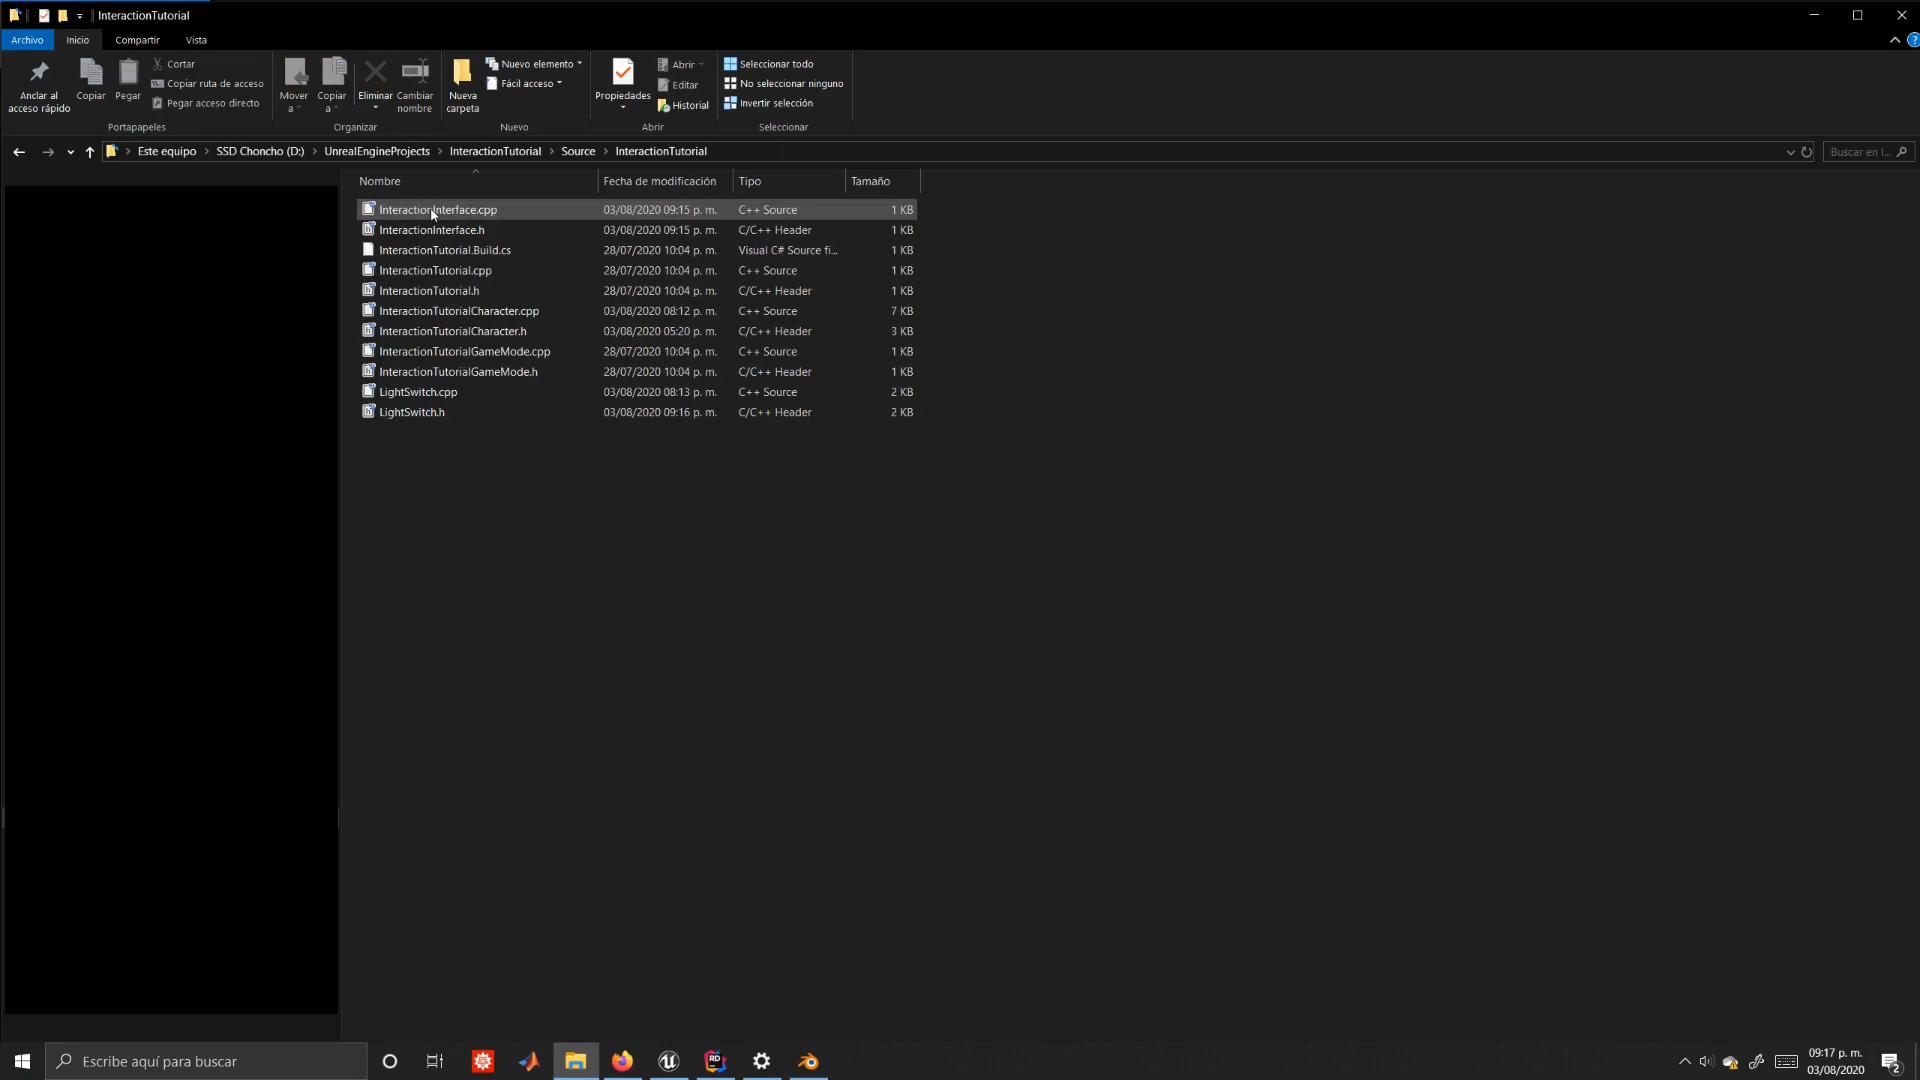 InteractionTutorial
Archivo Inicio Compartir Vista
Anclar al acceso rápido
Copiar
Pegar
Cortar
Copiar ruta de acceso
Pegar acceso directo
Portapapeles
Mover a
Copiar a
Eliminar
Cambiar nombre
Organizar
Nueva carpeta
Nuevo elemento
Fácil acceso
Nuevo
Propiedades
Abrir
Editar
Historial
Abrir
Seleccionar todo
No seleccionar ninguno
Invertir selección
Seleccionar
Este equipo > SSD Choncho (D:) > UnrealEngineProjects > InteractionTutorial > Source > InteractionTutorial
Buscar en I...
Nombre Fecha de modificación Tipo Tamaño
InteractionInterface.cpp 03/08/2020 09:15 p. m. C++ Source 1 KB
InteractionInterface.h 03/08/2020 09:15 p. m. C/C++ Header 1 KB
InteractionTutorial.Build.cs 28/07/2020 10:04 p. m. Visual C# Source fi... 1 KB
InteractionTutorial.cpp 28/07/2020 10:04 p. m. C++ Source 1 KB
InteractionTutorial.h 28/07/2020 10:04 p. m. C/C++ Header 1 KB
InteractionTutorialCharacter.cpp 03/08/2020 08:12 p. m. C++ Source 7 KB
InteractionTutorialCharacter.h 03/08/2020 05:20 p. m. C/C++ Header 3 KB
InteractionTutorialGameMode.cpp 28/07/2020 10:04 p. m. C++ Source 1 KB
InteractionTutorialGameMode.h 28/07/2020 10:04 p. m. C/C++ Header 1 KB
LightSwitch.cpp 03/08/2020 08:13 p. m. C++ Source 2 KB
LightSwitch.h 03/08/2020 09:16 p. m. C/C++ Header 2 KB
Escribe aquí para buscar
RD
09:17 p. m.
03/08/2020
2